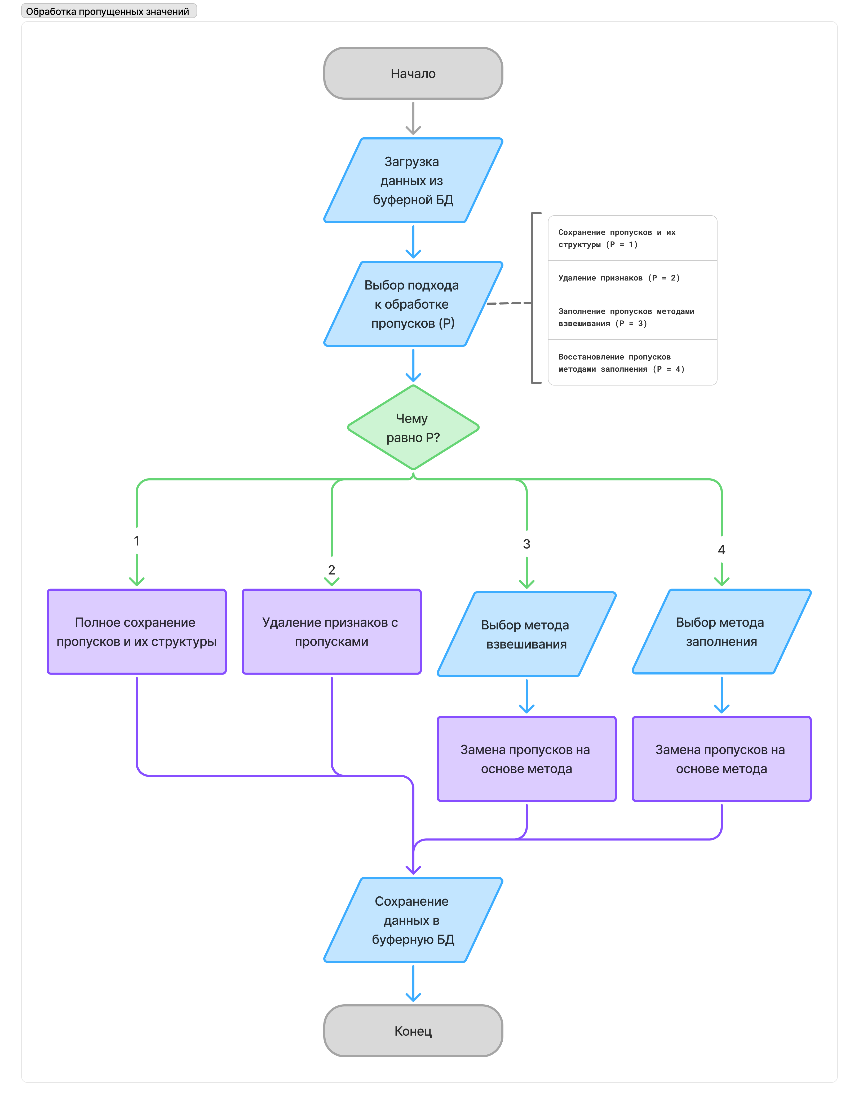 Обработка пропущенных значений
Начало
Загрузка
данных из
буферной БД
Выбор подхода
к обработке
пропусков (P)
Сохранение пропусков и их
структуры (P = 1)
Удаление признаков (P = 2)
Заполнение пропусков методами
взвешивания (P = 3)
Восстановление пропусков
методами заполнения (P = 4)
Чему
равно P?
1
2
3
4
Полное сохранение
пропусков и их структуры
Удаление признаков с
пропусками
Выбор метода
взвешивания
Выбор метода
заполнения
Замена пропусков на
основе метода
Замена пропусков на
основе метода
Сохранение
данных в
буферную БД
Конец